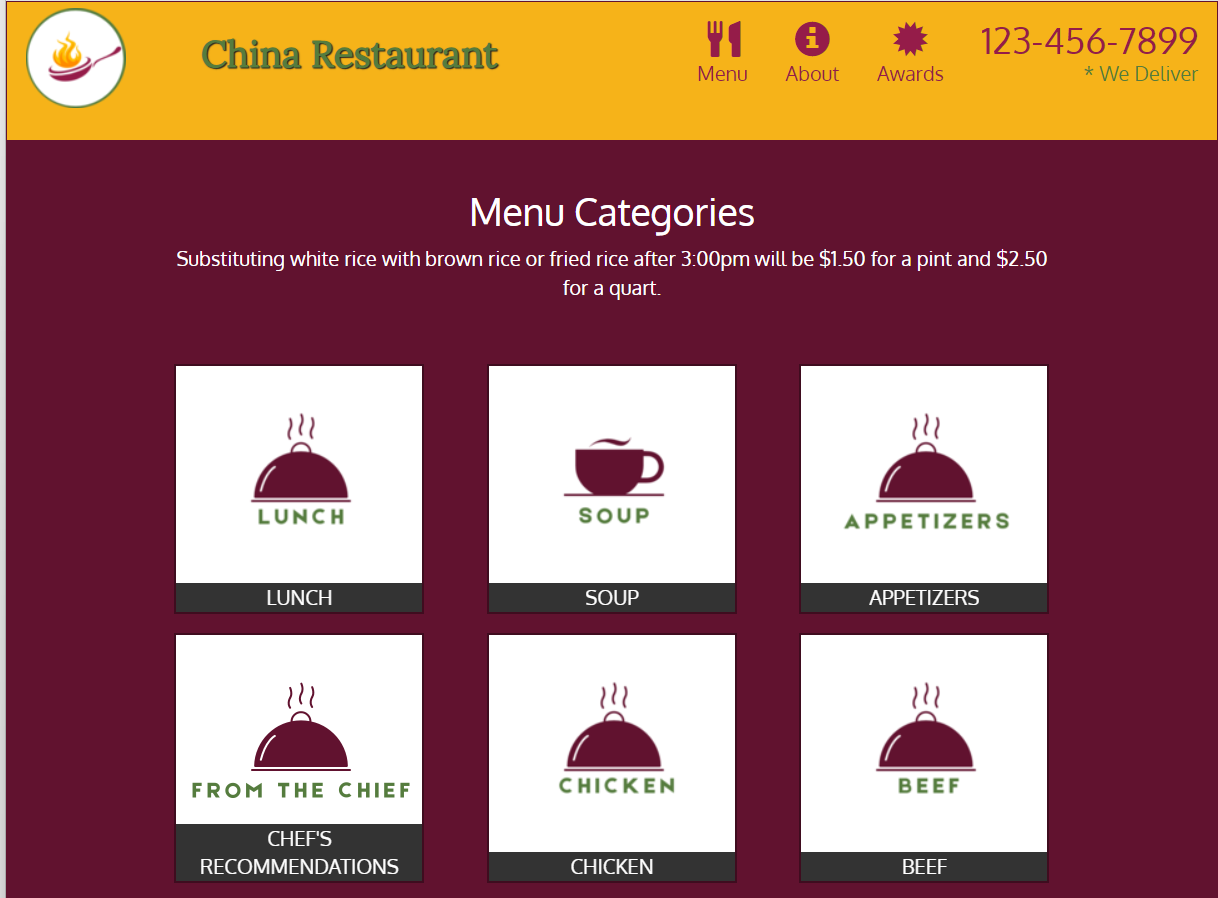 China Restaurant
Menu
About
Awards
123-456-7899
* We Deliver
Menu Categories
Substituting white rice with brown rice or fried rice after 3:00pm will be $1.50 for a pint and $2.50
for a quart.
LUNCH
LUNCH
SOUP
SOUP
APPETIZERS
APPETIZERS
FROM THE CHIEF
CHEF'S
RECOMMENDATIONS
CHICKEN
CHICKEN
BEEF
BEEF